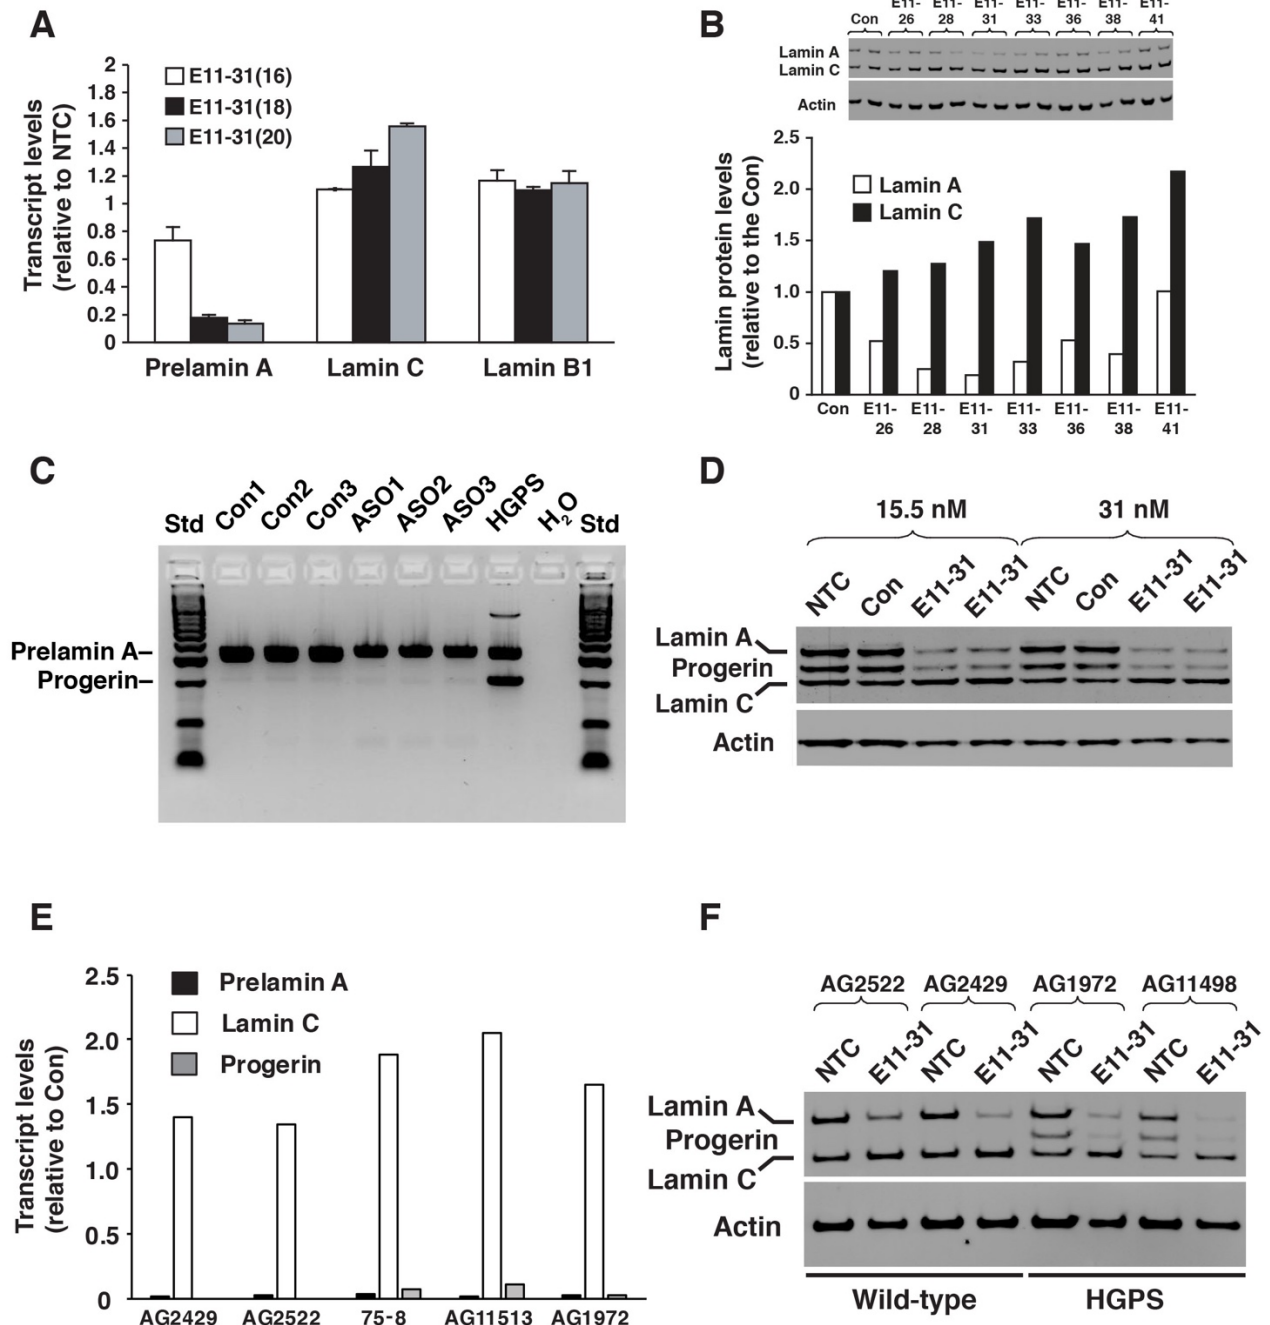 A
Transcript levels
(relative to NTC)
2
1.8
1.6
1.4
1.2
1
0.8
0.6
0.4
0.2
0
E11-31(16)
E11-31(18)
E11-31(20)
Prelamin A
Lamin C
Lamin B1
B
Con
E11-
26
E11-
28
E11-
31
E11-
33
E11-
36
E11-
38
E11-
41
Lamin A
Lamin C
Actin
Lamin protein levels
(relative to the Con)
2.5
2.0
1.5
1.0
0.5
0
Lamin A
Lamin C
Con
E11-
26
E11-
28
E11-
31
E11-
33
E11-
36
E11-
38
E11-
41
C
Std Con1 Con2 Con3 ASO1 ASO2 ASO3 HGPS H2O Std
Prelamin A–
Progerin–
D
15.5 nM 31 nM
NTC Con E11-31 E11-31 NTC Con E11-31 E11-31
Lamin A
Progerin
Lamin C
Actin
E
Transcript levels
(relative to Con)
2.5
2.0
1.5
1.0
0.5
0
Prelamin A
Lamin C
Progerin
AG2429 AG2522 75-8 AG11513 AG1972
F
AG2522 AG2429 AG1972 AG11498
NTC E11-31 NTC E11-31 NTC E11-31 NTC E11-31
Lamin A
Progerin
Lamin C
Actin
Wild-type HGPS